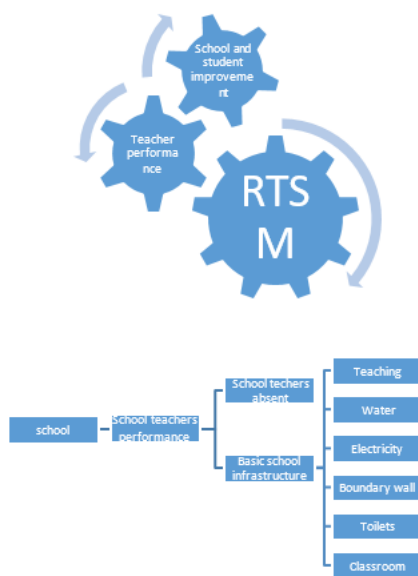 School and
student
improveme
nt
Teacher
performa
nce
RTS
M
School techers
absent
Teaching
Water
school
School teachers
performance
Electricity
Basic school
infrastructure
Boundary wall
Toilets
Classroom